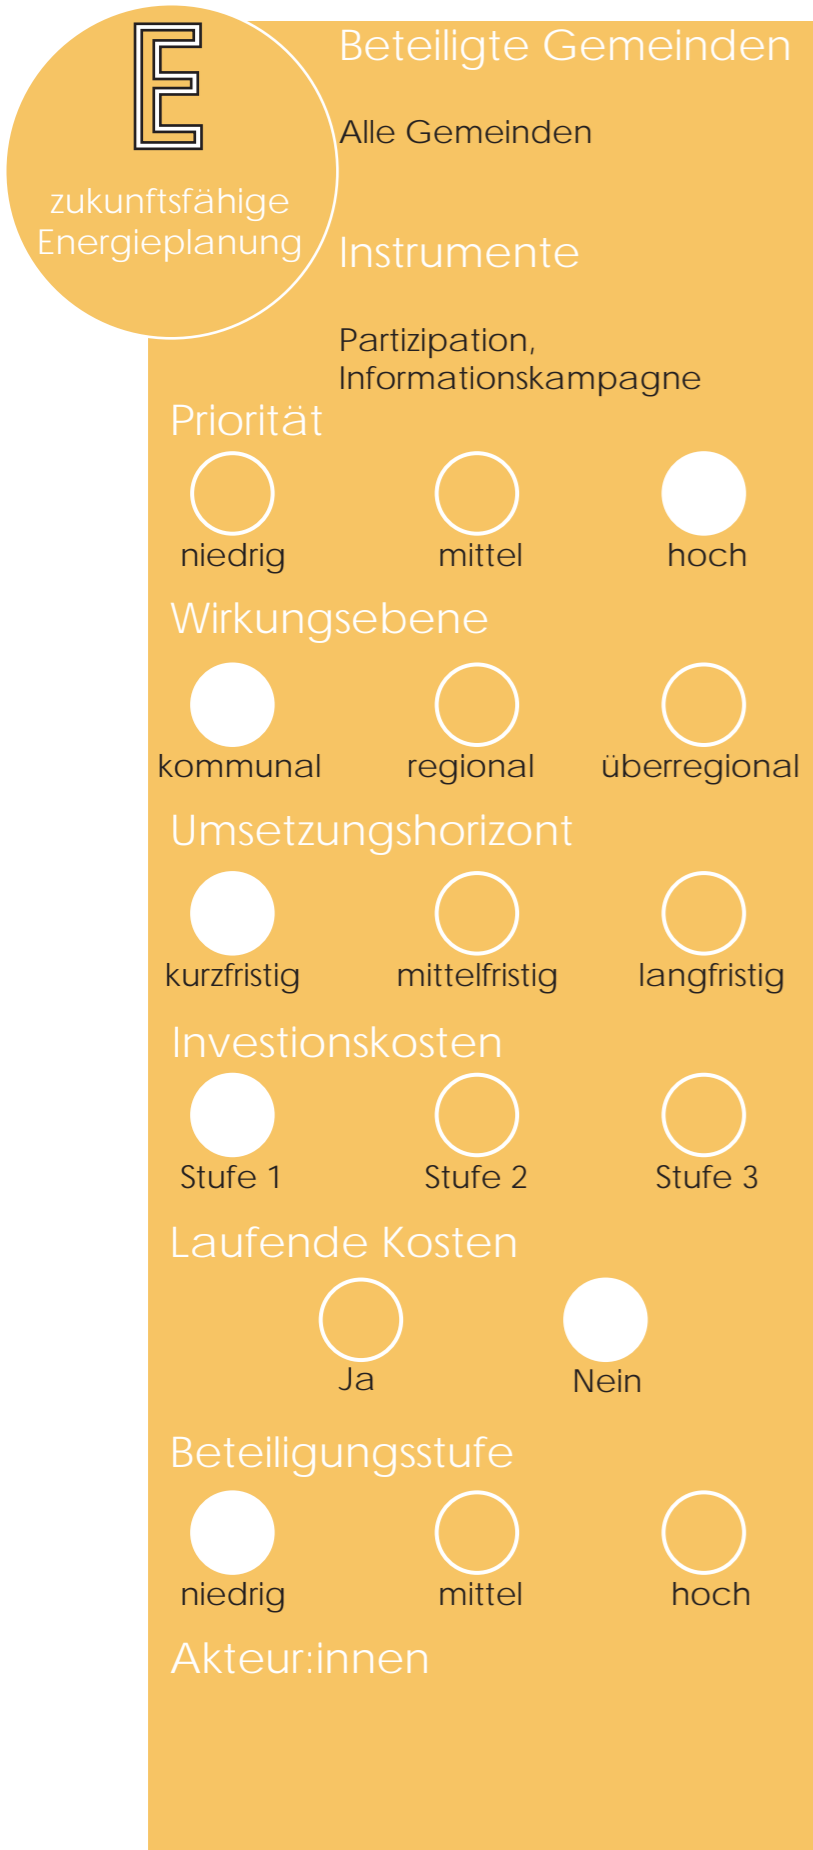 E
zukunftsfähige
Energieplanung
Beteiligte Gemeinden
Alle Gemeinden
Instrumente
Partizipation,
Informationskampagne
Priorität
niedrig mittel hoch
Wirkungsebene
kommunal regional überregional
Umsetzungshorizont
kurzfristig mittelfristig langfristig
Investionskosten
Stufe 1 Stufe 2 Stufe 3
Laufende Kosten
Ja Nein
Beteiligungsstufe
niedrig mittel hoch
Akteur:innen